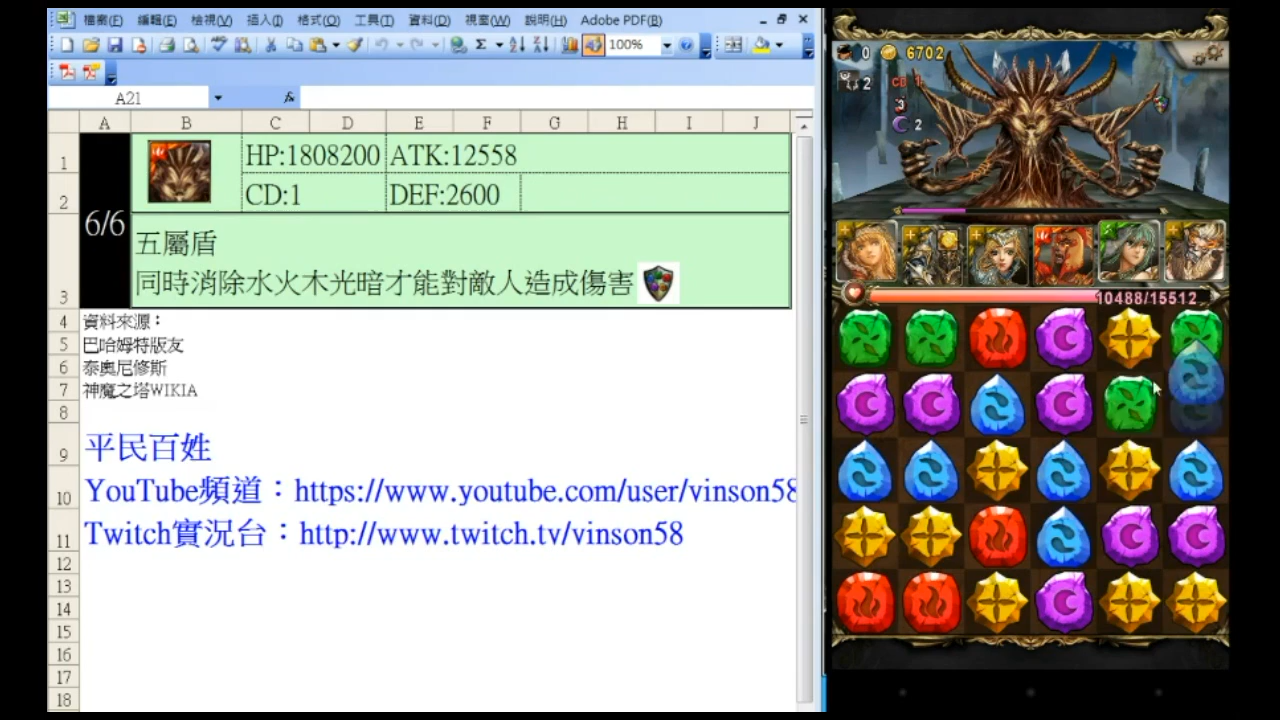 檔案(F) 編輯(E) 檢視(V) 插入(I) 格式(O) 工具(T) 資料(D) 視窗(W) 說明(H) Adobe PDF(B)
100%
A21 fx
A B C D E F G H I J
1 HP:1808200 ATK:12558
2 CD:1 DEF:2600
6/6
五屬盾
3 同時消除水火木光暗才能對敵人造成傷害
4 資料來源：
5 巴哈姆特版友
6 泰奧尼修斯
7 神魔之塔WIKIA
8
9 平民百姓
10 YouTube頻道：https://www.youtube.com/user/vinson58
11 Twitch實況台：http://www.twitch.tv/vinson58
12
13
14
15
16
17
18
0 6702
2 CD 1
3
2
10488/15512